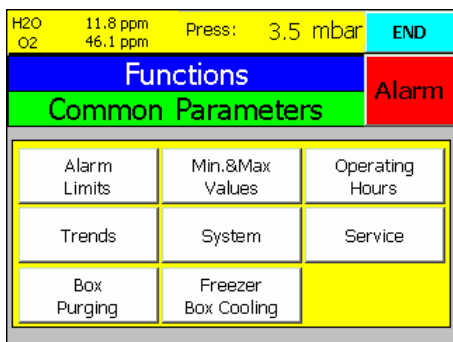 H2O 11.8 ppm Press: 3.5 mbar END
O2 46.1 ppm
Functions
Common Parameters
Alarm
Alarm Limits
Min.&Max Values
Operating Hours
Trends
System
Service
Box Purging
Freezer Box Cooling